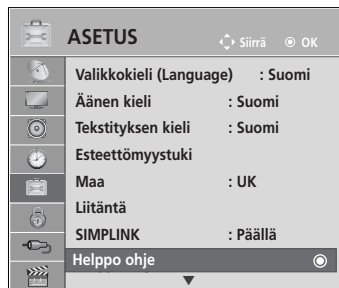 ASETUS Siirrä OK
Valikkokieli (Language) : Suomi
Äänen kieli : Suomi
Tekstityksen kieli : Suomi
Esteettömyystuki
Maa : UK
Liitäntä
SIMPLINK : Päällä
Helppo ohje